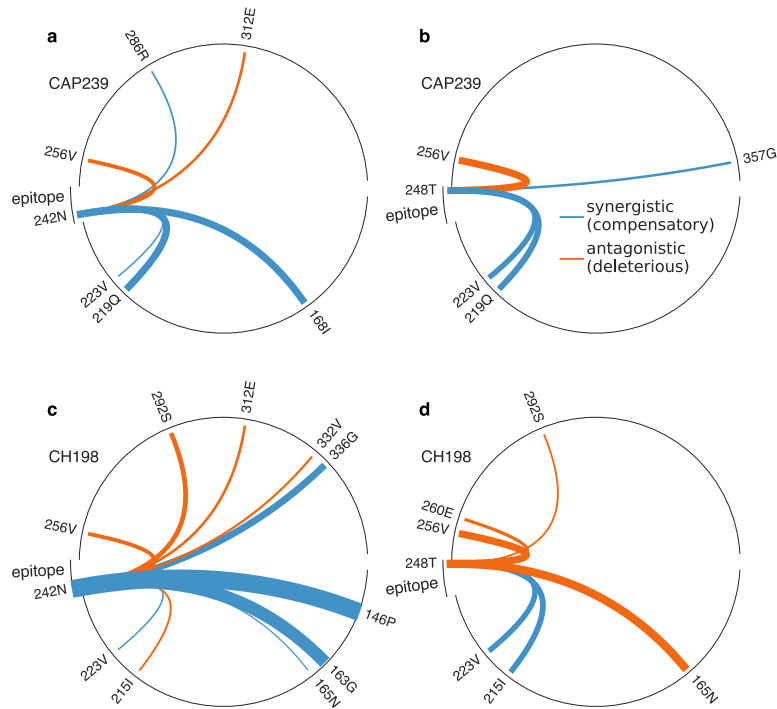 a
286R
312E
CAP239
256V
epitope
242N
223V
219Q
168I
b
CAP239
256V
357G
248T
epitope
synergistic
(compensatory)
antagonistic
(deleterious)
223V
219Q
c
292S
312E
332V
336G
CH198
256V
epitope
242N
146P
223V
215I
163G
165N
d
292S
CH198
260E
256V
248T
epitope
223V
215I
165N